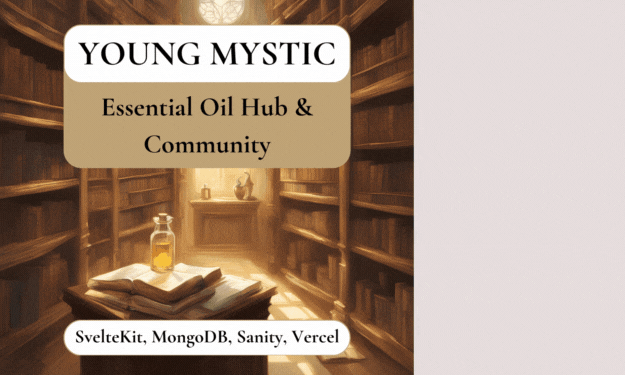 YOUNG MYSTIC
Essential Oil Hub &
Community
SvelteKit, MongoDB, Sanity, Vercel